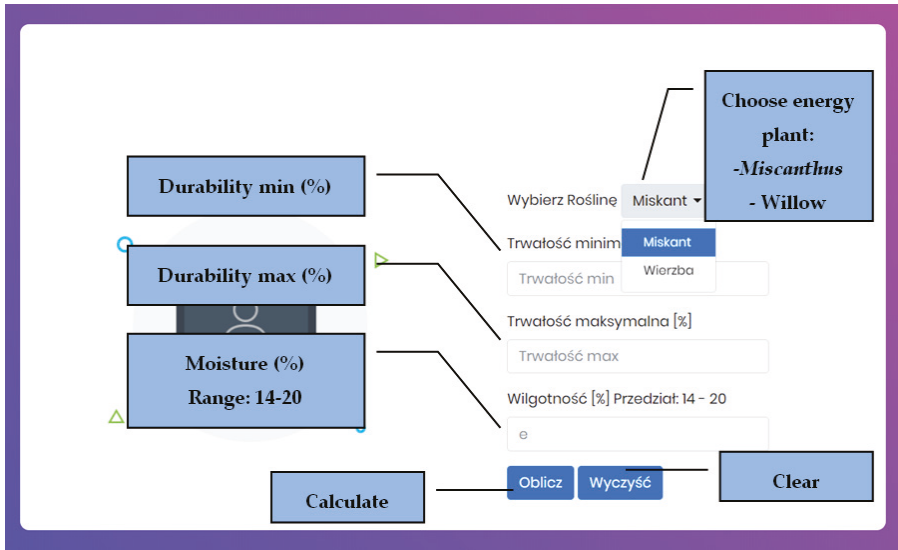 Choose energy
plant:
-Miscanthus
- Willow
Durability min (%)
Wybierz Roślinę Miskant
Trwałość minim
Miskant
Wierzba
Durability max (%)
Trwałość min
Trwałość maksymalna [%]
Trwałość max
Moisture (%)
Range: 14-20
Wilgotność [%] Przedział: 14 - 20
e
Oblicz Wyczyść
Clear
Calculate